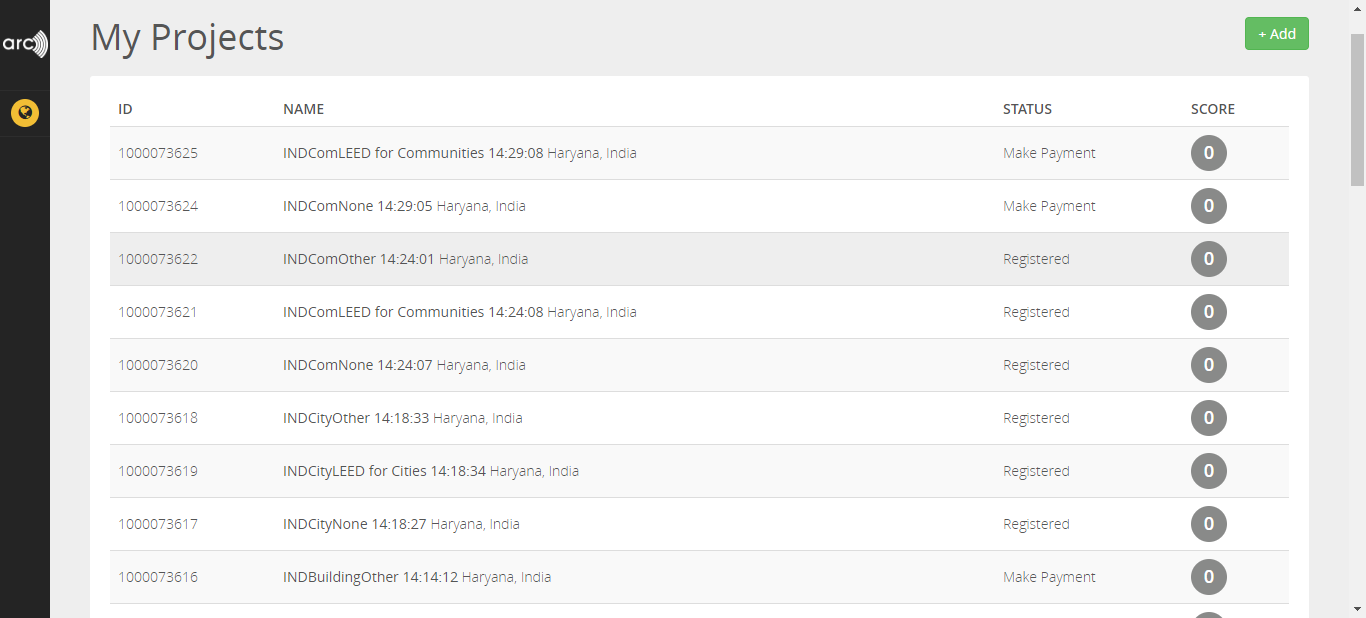 arc
My Projects
+ Add
ID NAME STATUS SCORE
1000073625 INDComLEED for Communities 14:29:08 Haryana, India Make Payment 0
1000073624 INDComNone 14:29:05 Haryana, India Make Payment 0
1000073622 INDComOther 14:24:01 Haryana, India Registered 0
1000073621 INDComLEED for Communities 14:24:08 Haryana, India Registered 0
1000073620 INDComNone 14:24:07 Haryana, India Registered 0
1000073618 INDCityOther 14:18:33 Haryana, India Registered 0
1000073619 INDCityLEED for Cities 14:18:34 Haryana, India Registered 0
1000073617 INDCityNone 14:18:27 Haryana, India Registered 0
1000073616 INDBuildingOther 14:14:12 Haryana, India Make Payment 0